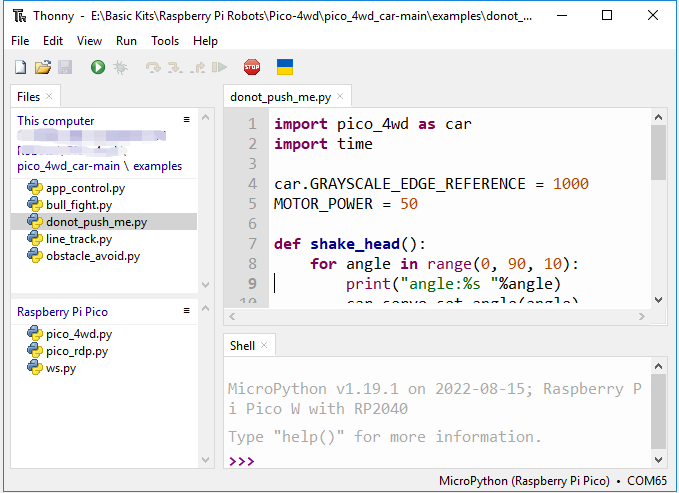 Thonny - E:\Basic Kits\Raspberry Pi Robots\Pico-4wd\pico_4wd_car-main\examples\donot_...
File Edit View Run Tools Help
STOP
Files
This computer
pico_4wd_car-main \ examples
app_control.py
bull_fight.py
donot_push_me.py
line_track.py
obstacle_avoid.py
Raspberry Pi Pico
pico_4wd.py
pico_rdp.py
ws.py
donot_push_me.py
1 import pico_4wd as car
2 import time
3
4 car.GRAYSCALE_EDGE_REFERENCE = 1000
5 MOTOR_POWER = 50
6
7 def shake_head():
8 for angle in range(0, 90, 10):
9 print("angle:%s "%angle)
10 car.servo.set_angle(angle)
Shell
MicroPython v1.19.1 on 2022-08-15; Raspberry P
i Pico W with RP2040
Type "help()" for more information.
>>>
MicroPython (Raspberry Pi Pico) • COM65